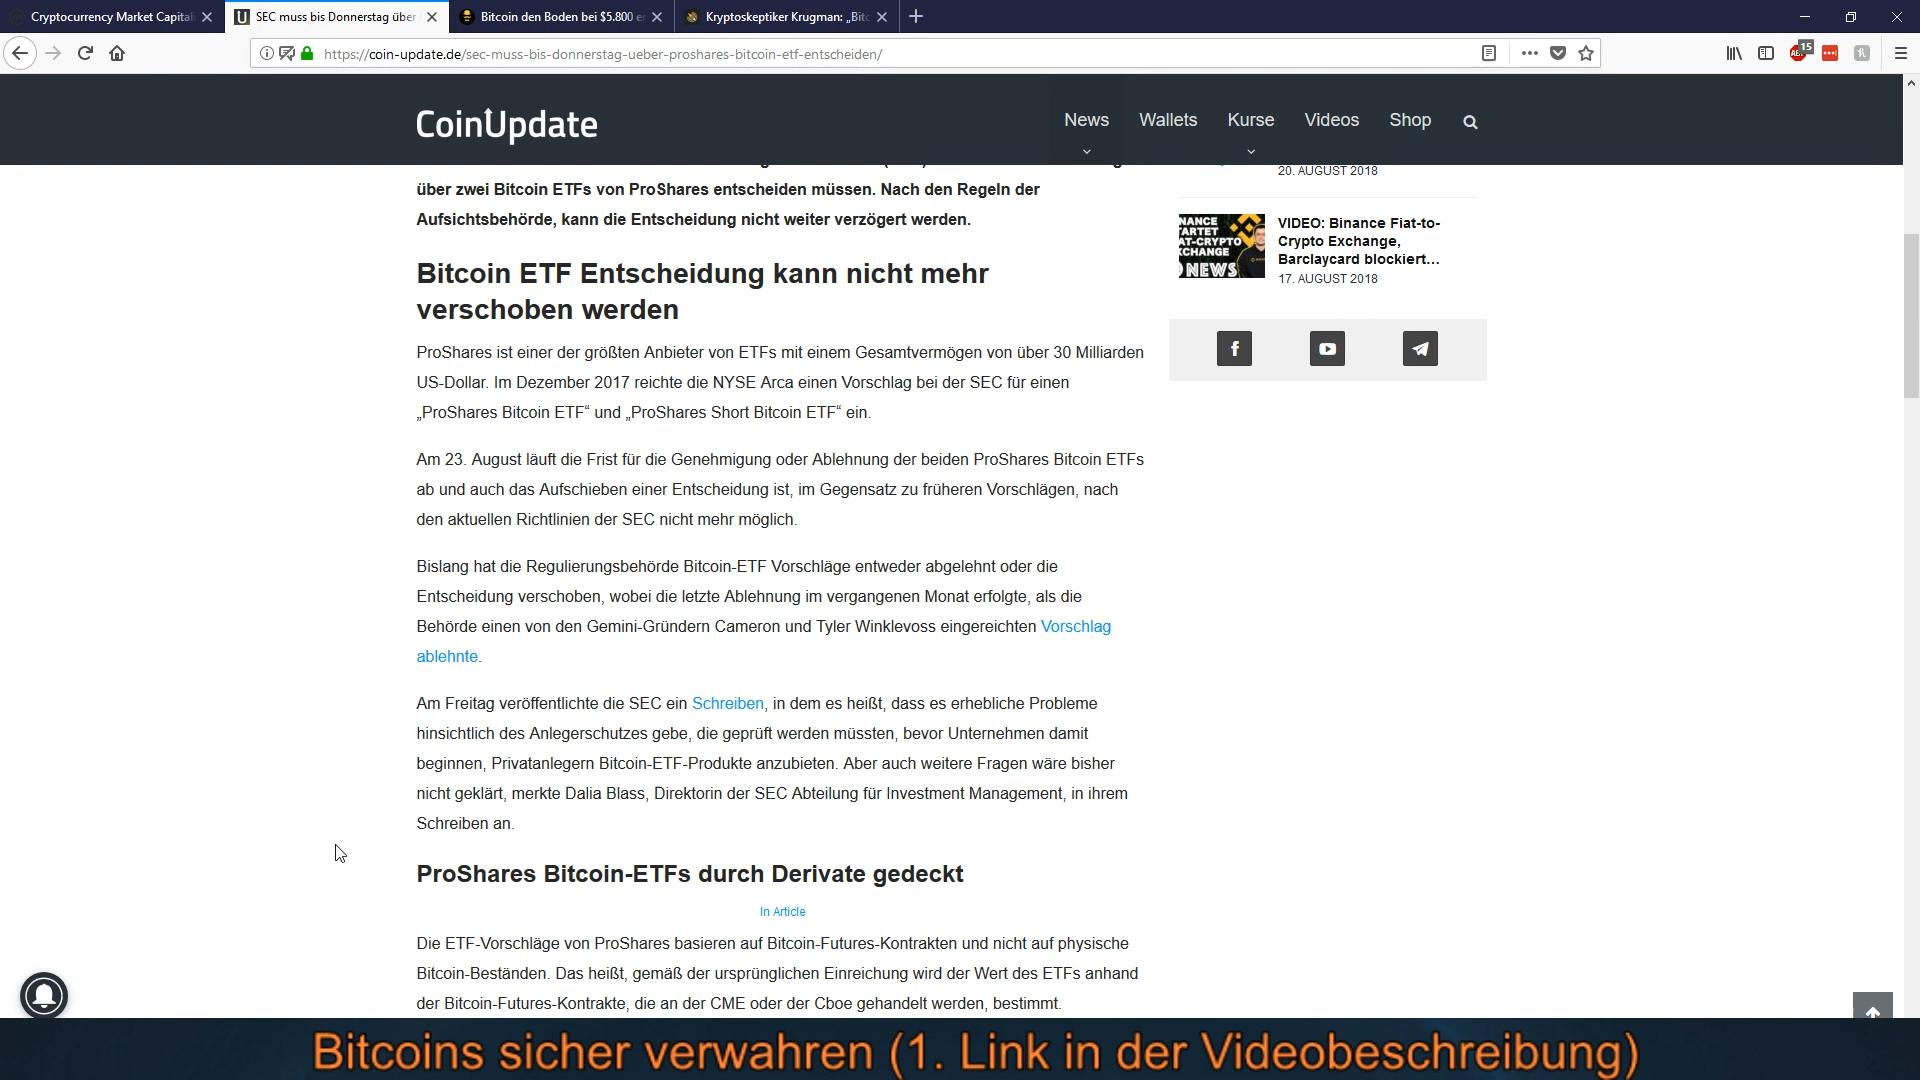 Cryptocurrency Market Capital
SEC muss bis Donnerstag über
Bitcoin den Boden bei $5.800 e
Kryptoskeptiker Krugman: „Bitc
https://coin-update.de/sec-muss-bis-donnerstag-ueber-proshares-bitcoin-etf-entscheiden/
15
CoinUpdate
News
Wallets
Kurse
Videos
Shop
über zwei Bitcoin ETFs von ProShares entscheiden müssen. Nach den Regeln der
Aufsichtsbehörde, kann die Entscheidung nicht weiter verzögert werden.
Bitcoin ETF Entscheidung kann nicht mehr
verschoben werden
ProShares ist einer der größten Anbieter von ETFs mit einem Gesamtvermögen von über 30 Milliarden
US-Dollar. Im Dezember 2017 reichte die NYSE Arca einen Vorschlag bei der SEC für einen
„ProShares Bitcoin ETF“ und „ProShares Short Bitcoin ETF“ ein.
Am 23. August läuft die Frist für die Genehmigung oder Ablehnung der beiden ProShares Bitcoin ETFs
ab und auch das Aufschieben einer Entscheidung ist, im Gegensatz zu früheren Vorschlägen, nach
den aktuellen Richtlinien der SEC nicht mehr möglich.
Bislang hat die Regulierungsbehörde Bitcoin-ETF Vorschläge entweder abgelehnt oder die
Entscheidung verschoben, wobei die letzte Ablehnung im vergangenen Monat erfolgte, als die
Behörde einen von den Gemini-Gründern Cameron und Tyler Winklevoss eingereichten Vorschlag
ablehnte.
Am Freitag veröffentlichte die SEC ein Schreiben, in dem es heißt, dass es erhebliche Probleme
hinsichtlich des Anlegerschutzes gebe, die geprüft werden müssten, bevor Unternehmen damit
beginnen, Privatanlegern Bitcoin-ETF-Produkte anzubieten. Aber auch weitere Fragen wäre bisher
nicht geklärt, merkte Dalia Blass, Direktorin der SEC Abteilung für Investment Management, in ihrem
Schreiben an.
ProShares Bitcoin-ETFs durch Derivate gedeckt
In Article
Die ETF-Vorschläge von ProShares basieren auf Bitcoin-Futures-Kontrakten und nicht auf physische
Bitcoin-Beständen. Das heißt, gemäß der ursprünglichen Einreichung wird der Wert des ETFs anhand
der Bitcoin-Futures-Kontrakte, die an der CME oder der Cboe gehandelt werden, bestimmt.
20. AUGUST 2018
VIDEO: Binance Fiat-to-
Crypto Exchange,
Barclaycard blockiert...
17. AUGUST 2018
Bitcoins sicher verwahren (1. Link in der Videobeschreibung)